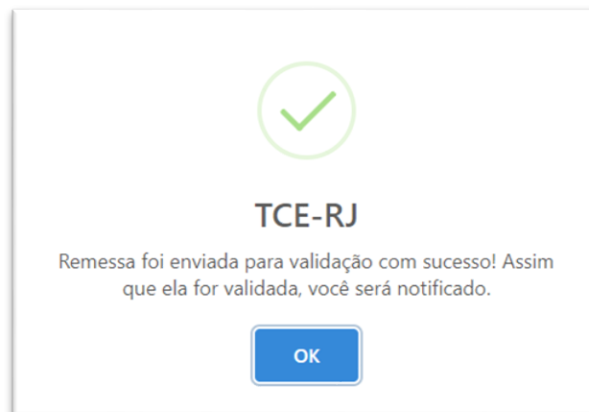 TCE-RJ
Remessa foi enviada para validação com sucesso! Assim
que ela for validada, você será notificado.
OK